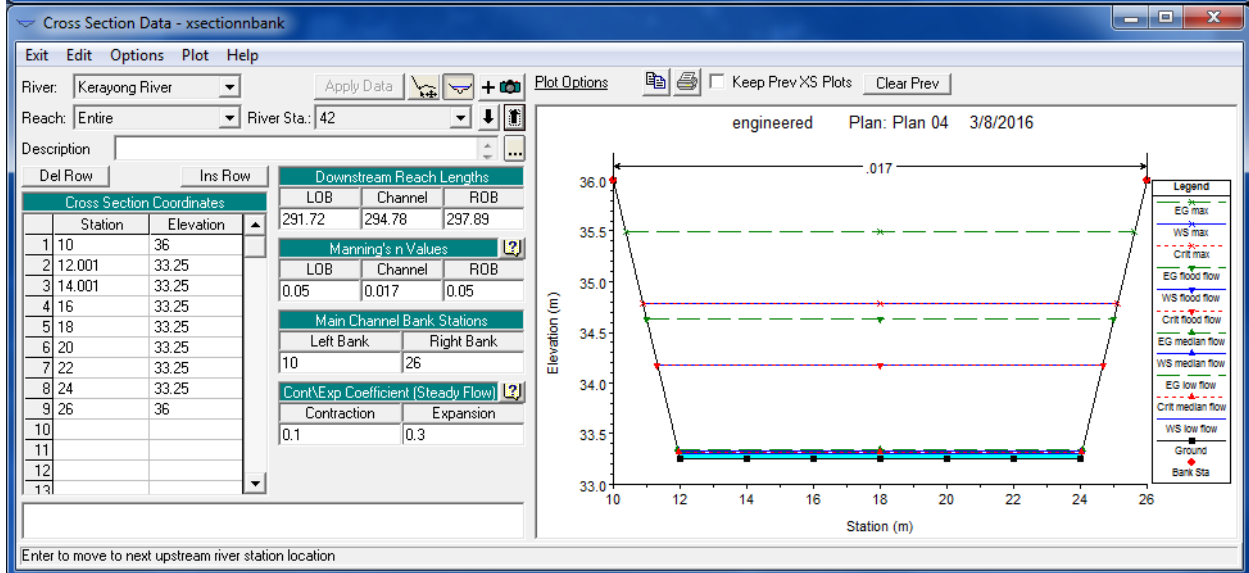 Cross Section Data - xsectionnbank
Exit Edit Options Plot Help
River: Kerayong River
Apply Data
Reach: Entire River Sta.: 42
Description
...
Del Row Ins Row
Cross Section Coordinates
Station Elevation
1 10 36
2 12.001 33.25
3 14.001 33.25
4 16 33.25
5 18 33.25
6 20 33.25
7 22 33.25
8 24 33.25
9 26 36
10
11
12
13
Downstream Reach Lengths
LOB Channel ROB
291.72 294.78 297.89
Manning's n Values
LOB Channel ROB
0.05 0.017 0.05
Main Channel Bank Stations
Left Bank Right Bank
10 26
Cont\Exp Coefficient (Steady Flow)
Contraction Expansion
0.1 0.3
Plot Options Keep Prev XS Plots Clear Prev
engineered Plan: Plan 04 3/8/2016
.017
36.0
35.5
35.0
34.5
34.0
33.5
33.0
Elevation (m)
10 12 14 16 18 20 22 24 26
Station (m)
Legend
EG max
WS max
Crit max
EG flood flow
WS flood flow
Crit flood flow
EG median flow
WS median flow
EG low flow
Crit median flow
WS low flow
Ground
Bank Sta
Enter to move to next upstream river station location